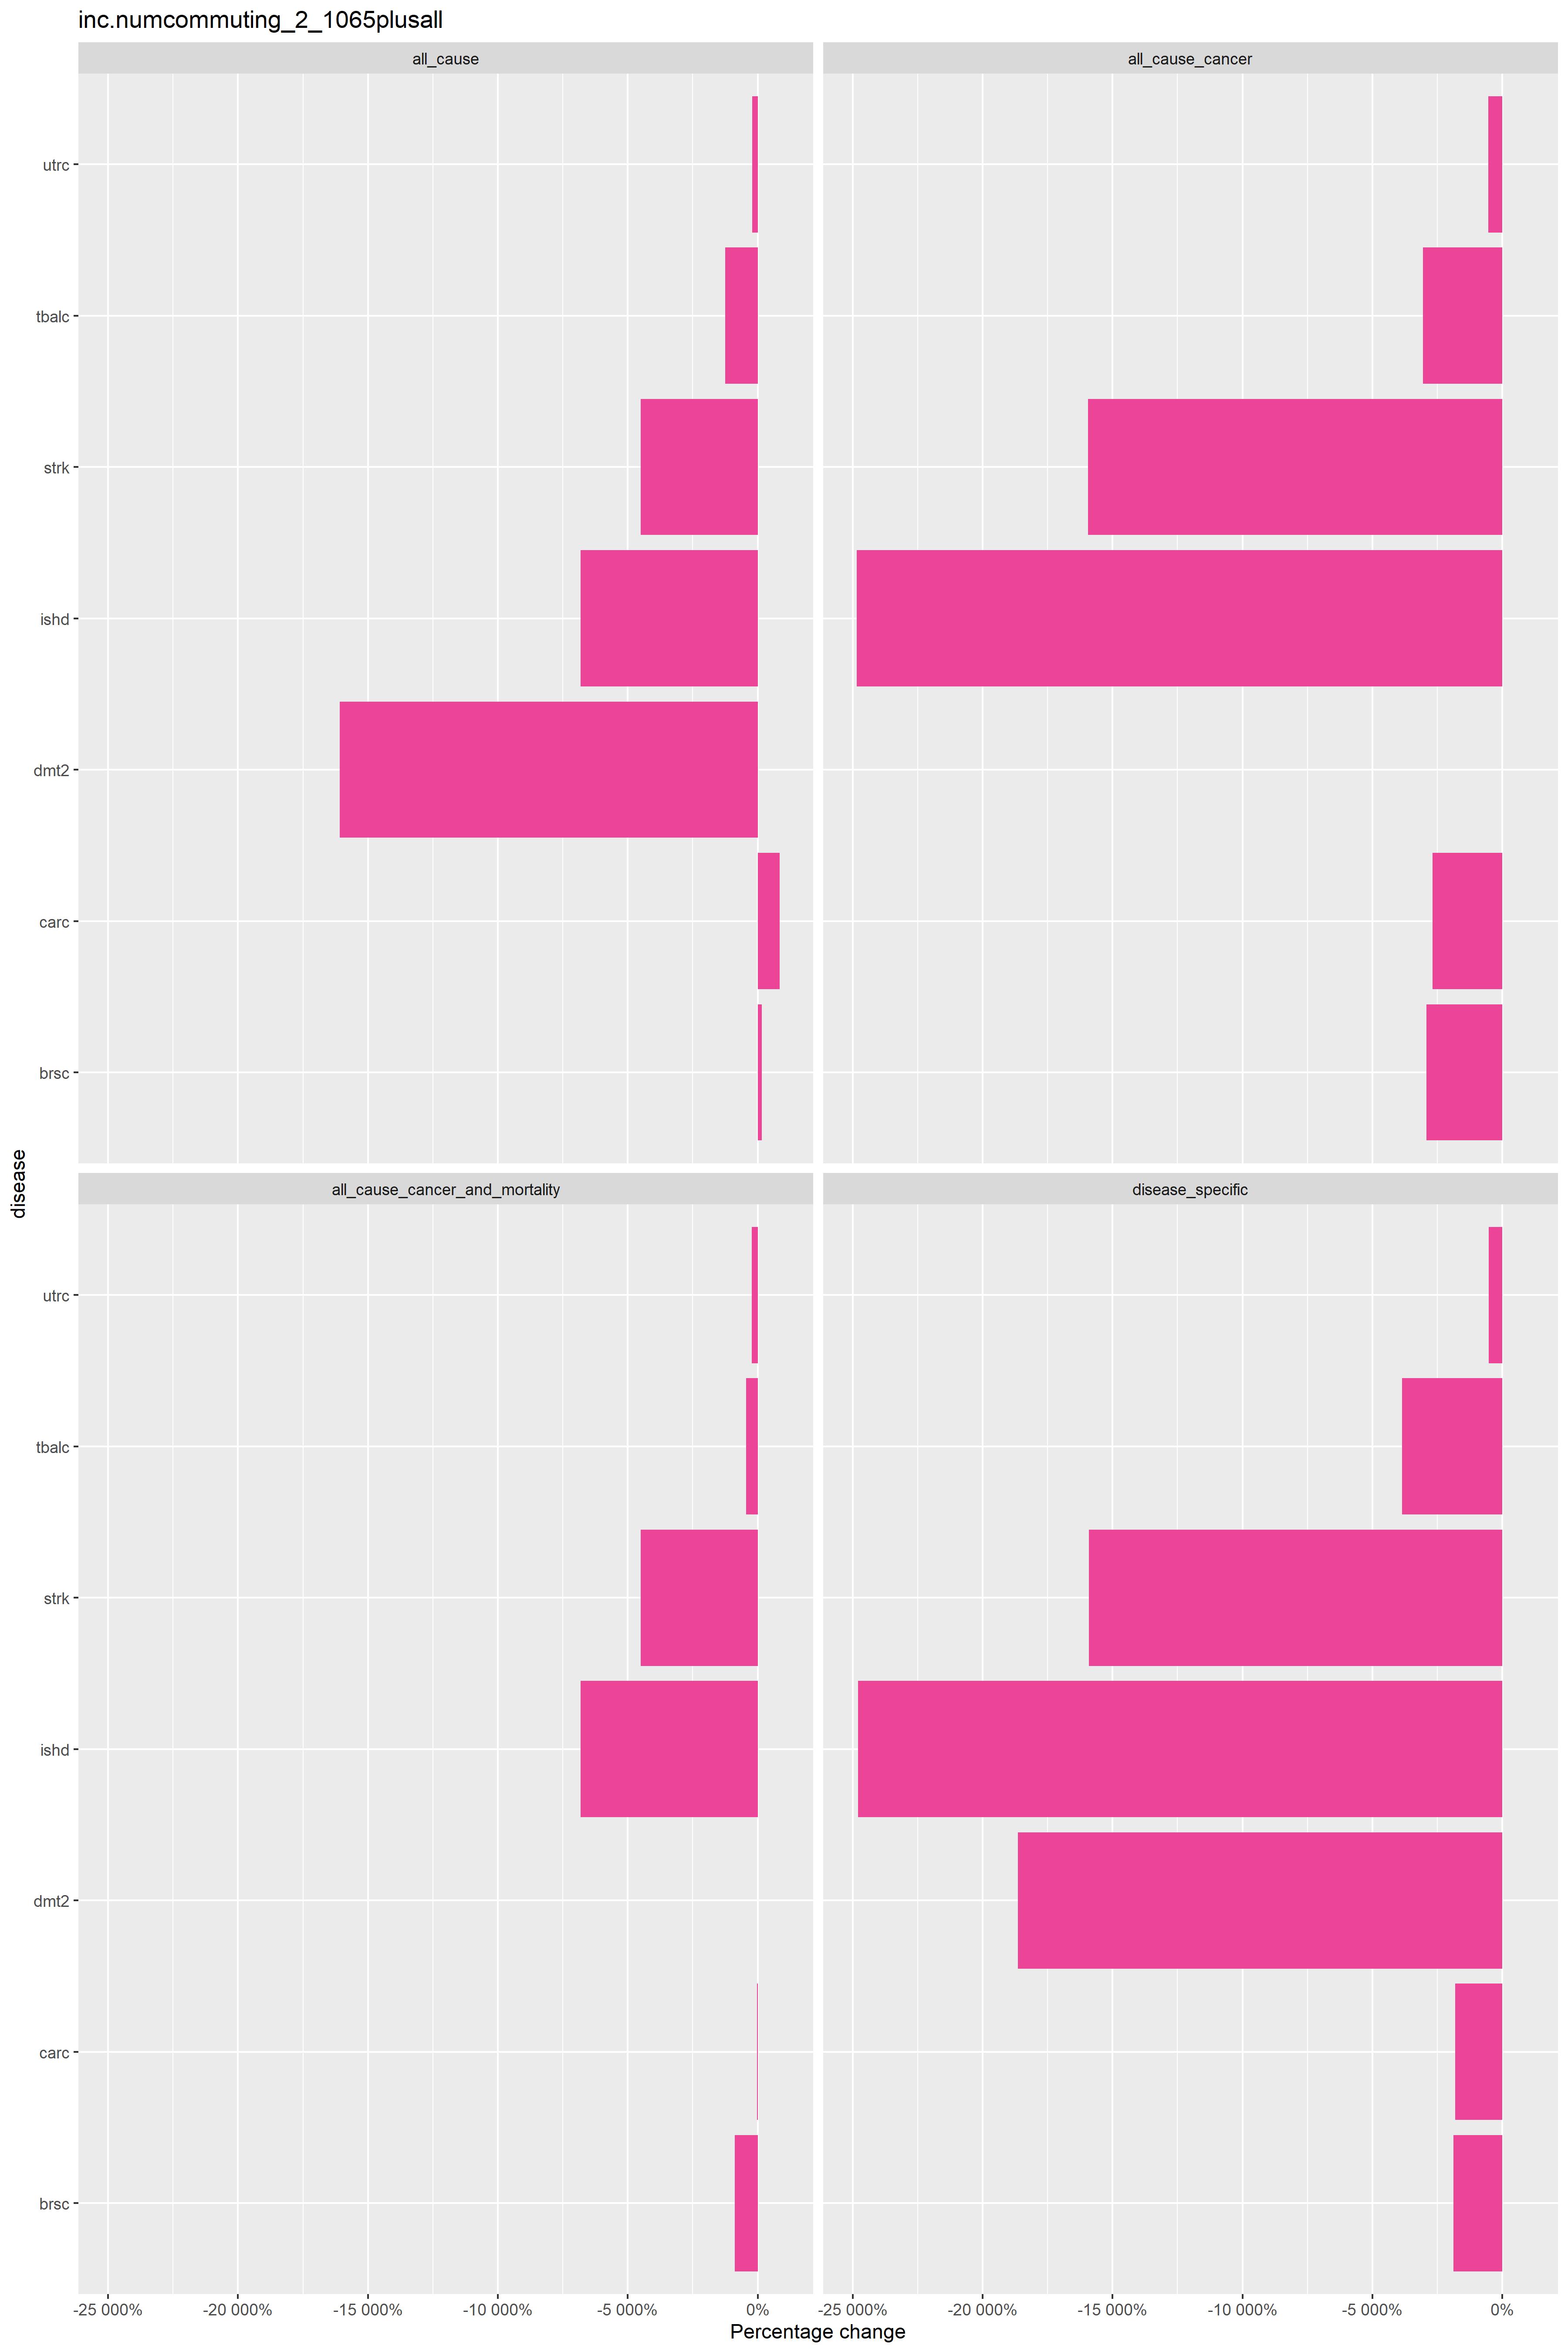 inc.numcommuting_2_1065plusall
all_cause
all_cause_cancer
utrc
tbalc
strk
ishd
dmt2
carc
brsc
disease
all_cause_cancer_and_mortality
disease_specific
utrc
tbalc
strk
ishd
dmt2
carc
brsc
-25 000% -20 000% -15 000% -10 000% -5 000% 0% -25 000% -20 000% -15 000% -10 000% -5 000% 0%
Percentage change